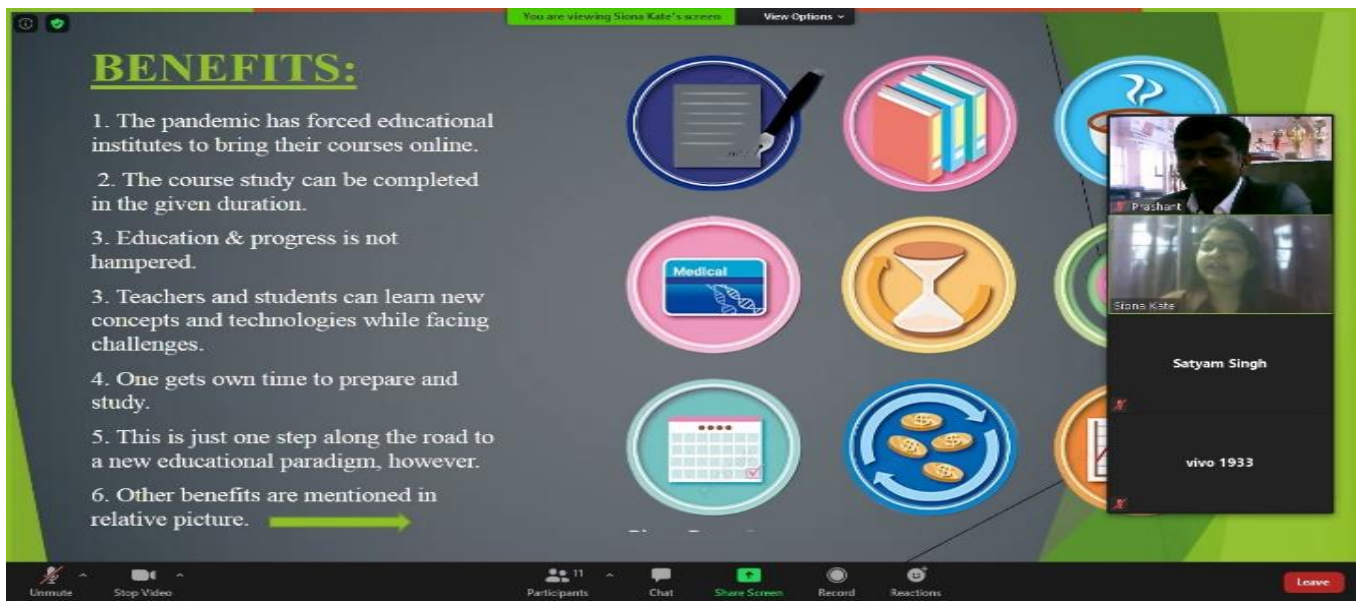 You are viewing Siona Kate's screen
View Options
BENEFITS:
1. The pandemic has forced educational
institutes to bring their courses online.
2. The course study can be completed
in the given duration.
3. Education & progress is not
hampered.
3. Teachers and students can learn new
concepts and technologies while facing
challenges.
4. One gets own time to prepare and
study.
5. This is just one step along the road to
a new educational paradigm, however.
6. Other benefits are mentioned in
relative picture.
Medical
Prashant
Siona Kate
Satyam Singh
vivo 1933
Unmute
Stop Video
11
Participants
Chat
Share Screen
Record
Reactions
Leave